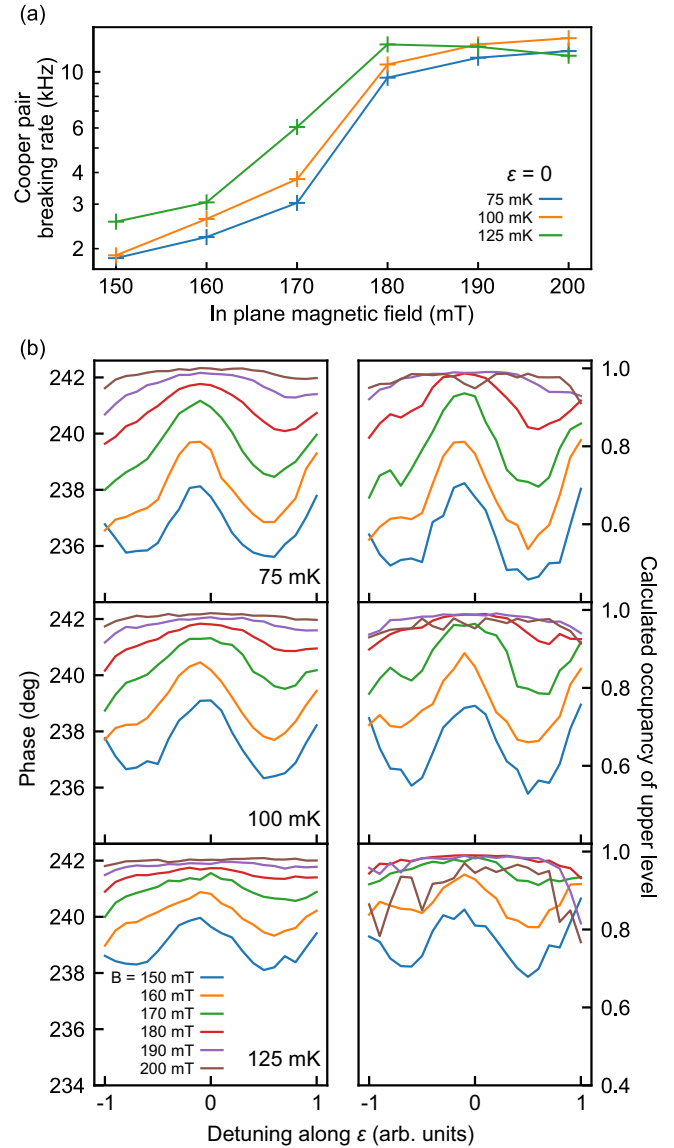 (a)
Cooper pair
breaking rate (kHz)
10
6
4
3
2
ε = 0
75 mK
100 mK
125 mK
150 160 170 180 190 200
In plane magnetic field (mT)
(b)
242
240
238
236
75 mK
1.0
0.8
0.6
242
240
238
236
100 mK
1.0
0.8
0.6
242
240
238
236
234
B = 150 mT
160 mT
170 mT
180 mT
190 mT
200 mT
125 mK
1.0
0.8
0.6
0.4
Phase (deg)
Calculated occupancy of
upper level
-1 0 1
-1 0 1
Detuning along ε (arb. units)